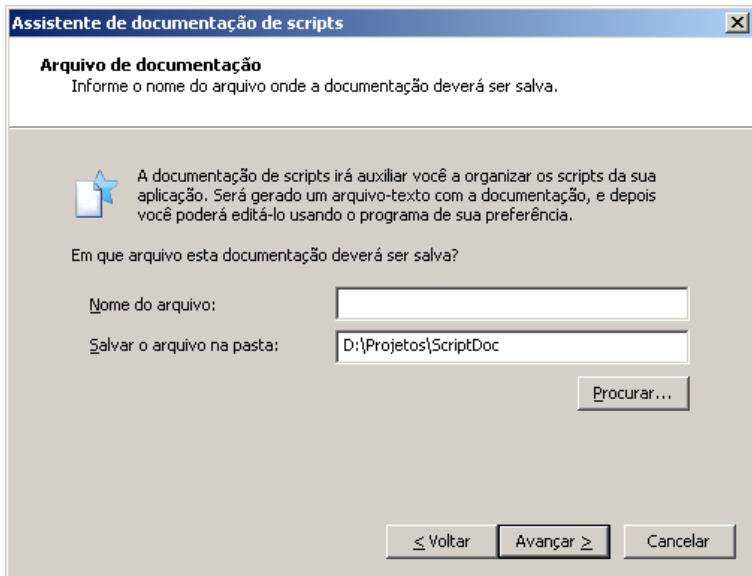 Assistente de documentação de scripts
Arquivo de documentação
Informe o nome do arquivo onde a documentação deverá ser salva.
A documentação de scripts irá auxiliar você a organizar os scripts da sua
aplicação. Será gerado um arquivo-texto com a documentação, e depois
você poderá editá-lo usando o programa de sua preferência.
Em que arquivo esta documentação deverá ser salva?
Nome do arquivo:
Salvar o arquivo na pasta: D:\Projetos\ScriptDoc
Procurar...
< Voltar Avançar > Cancelar